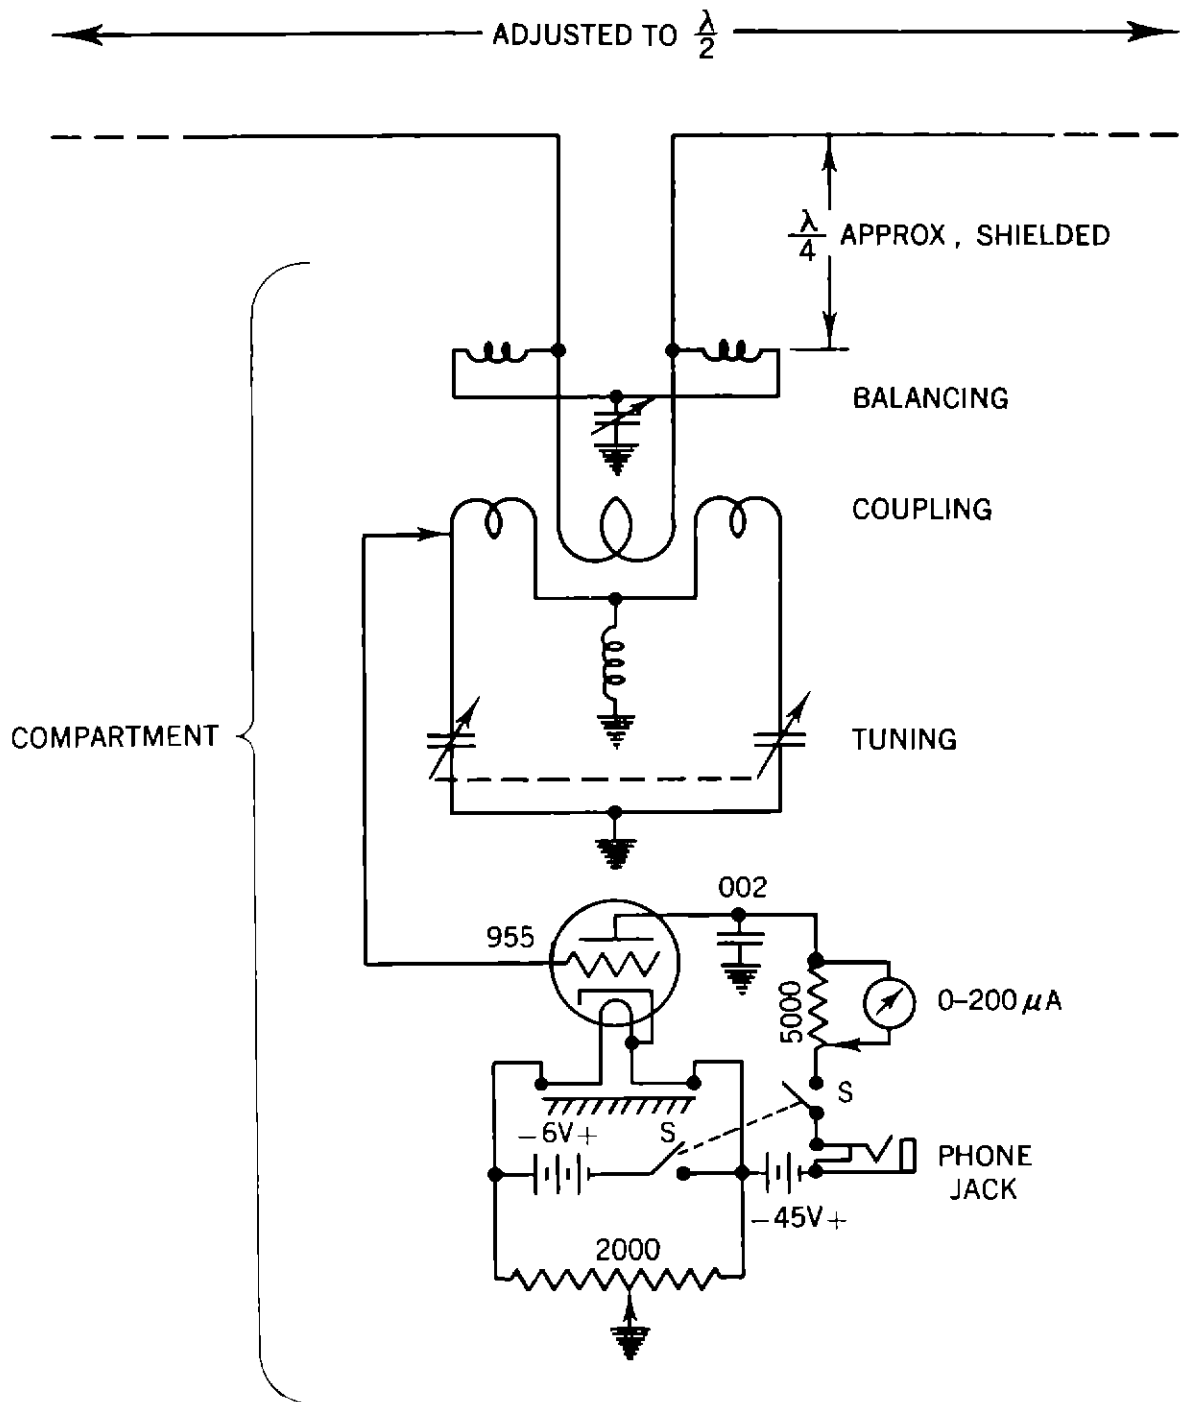 ADJUSTED TO λ/2
λ/4 APPROX, SHIELDED
BALANCING
COUPLING
COMPARTMENT
TUNING
002
955
5000
0–200 μA
S
–6V+
S
PHONE
JACK
–45V+
2000